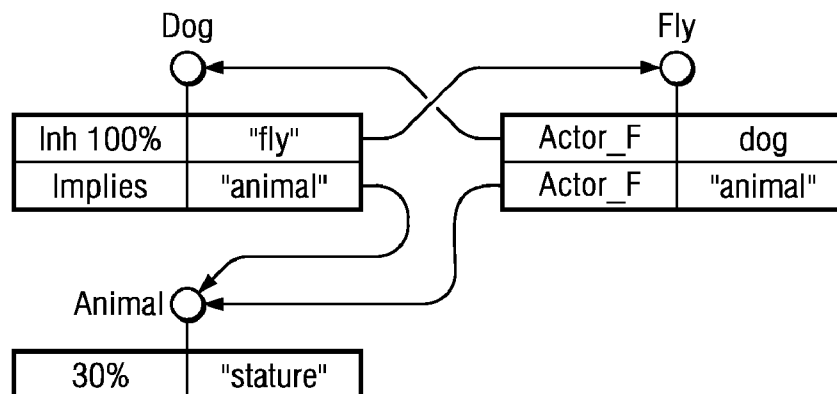 Dog Fly
Inh 100% "fly" Actor_F dog
Implies "animal" Actor_F "animal"
Animal
30% "stature"